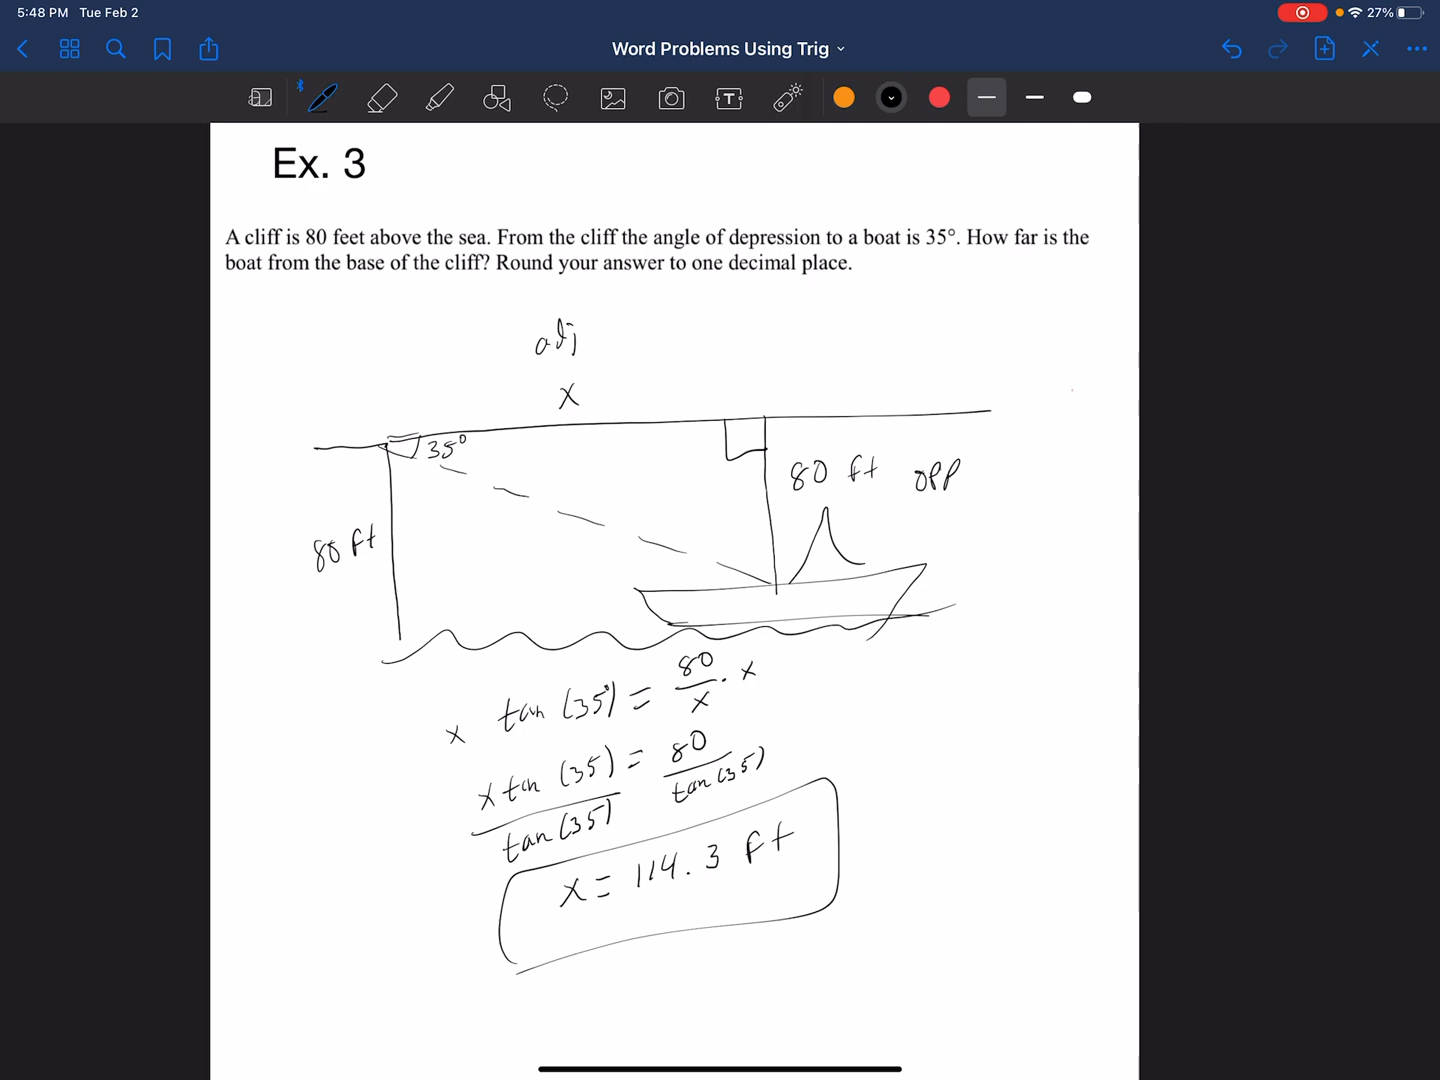 5:48 PM Tue Feb 2
27%
Word Problems Using Trig
T
Ex. 3
A cliff is 80 feet above the sea. From the cliff the angle of depression to a boat is 35°. How far is the
boat from the base of the cliff? Round your answer to one decimal place.
adj
x
35°
80 ft opp
80 ft
x tan (35°) = 80/x · x
x tan (35) = 80
tan (35) tan (35)
x = 114.3 ft